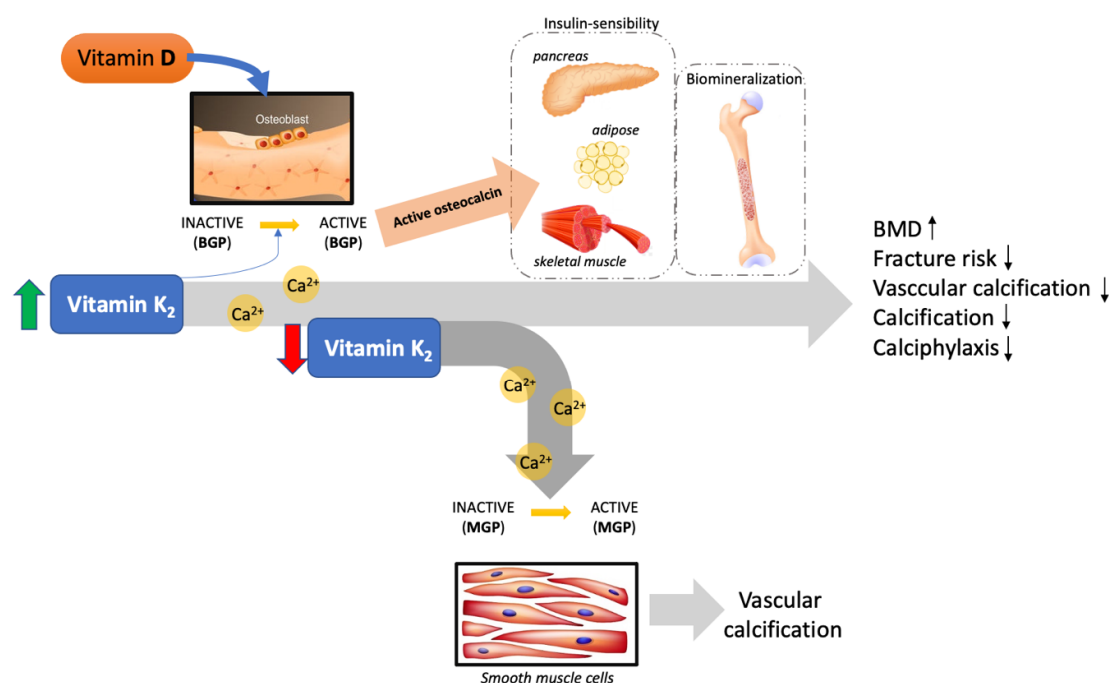 Insulin-sensibility
Vitamin D
pancreas
Biomineralization
Osteoblast
adipose
INACTIVE
(BGP)
ACTIVE
(BGP)
Active osteocalcin
skeletal muscle
BMD ↑
Fracture risk ↓
Vasccular calcification ↓
Calcification ↓
Calciphylaxis ↓
Vitamin K₂
Ca²⁺
Ca²⁺
Vitamin K₂
Ca²⁺
Ca²⁺
Ca²⁺
INACTIVE
(MGP)
ACTIVE
(MGP)
Vascular
calcification
Smooth muscle cells